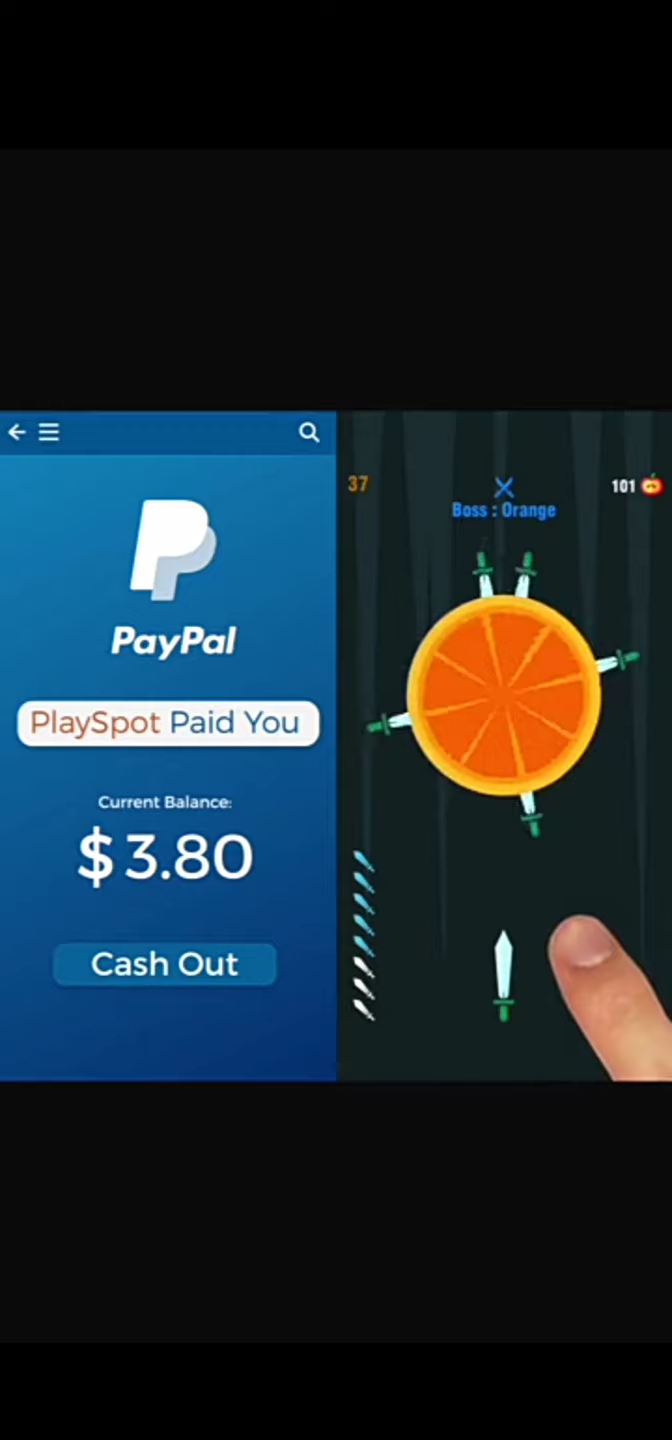 PayPal
PlaySpot Paid You
Current Balance:
$3.80
Cash Out
37
101
Boss : Orange